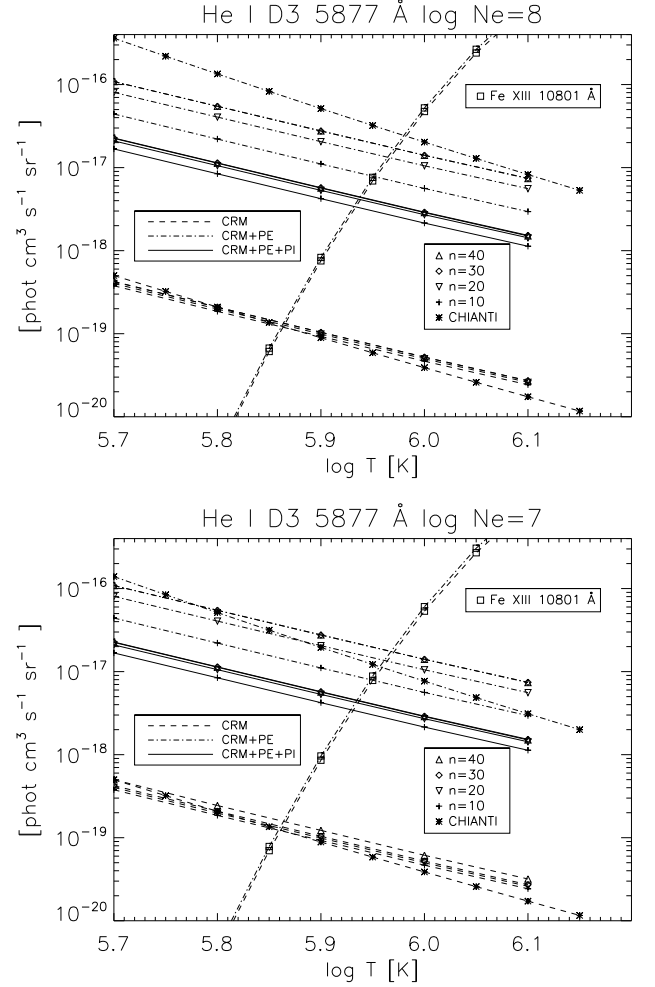 He I D3 5877 Å log Ne=8
[phot cm³ s⁻¹ sr⁻¹ ]
10⁻¹⁶
10⁻¹⁷
10⁻¹⁸
10⁻¹⁹
10⁻²⁰
Fe XIII 10801 Å
CRM
CRM+PE
CRM+PE+PI
n=40
n=30
n=20
n=10
CHIANTI
5.7 5.8 5.9 6.0 6.1
log T [K]
He I D3 5877 Å log Ne=7
[phot cm³ s⁻¹ sr⁻¹ ]
10⁻¹⁶
10⁻¹⁷
10⁻¹⁸
10⁻¹⁹
10⁻²⁰
Fe XIII 10801 Å
CRM
CRM+PE
CRM+PE+PI
n=40
n=30
n=20
n=10
CHIANTI
5.7 5.8 5.9 6.0 6.1
log T [K]